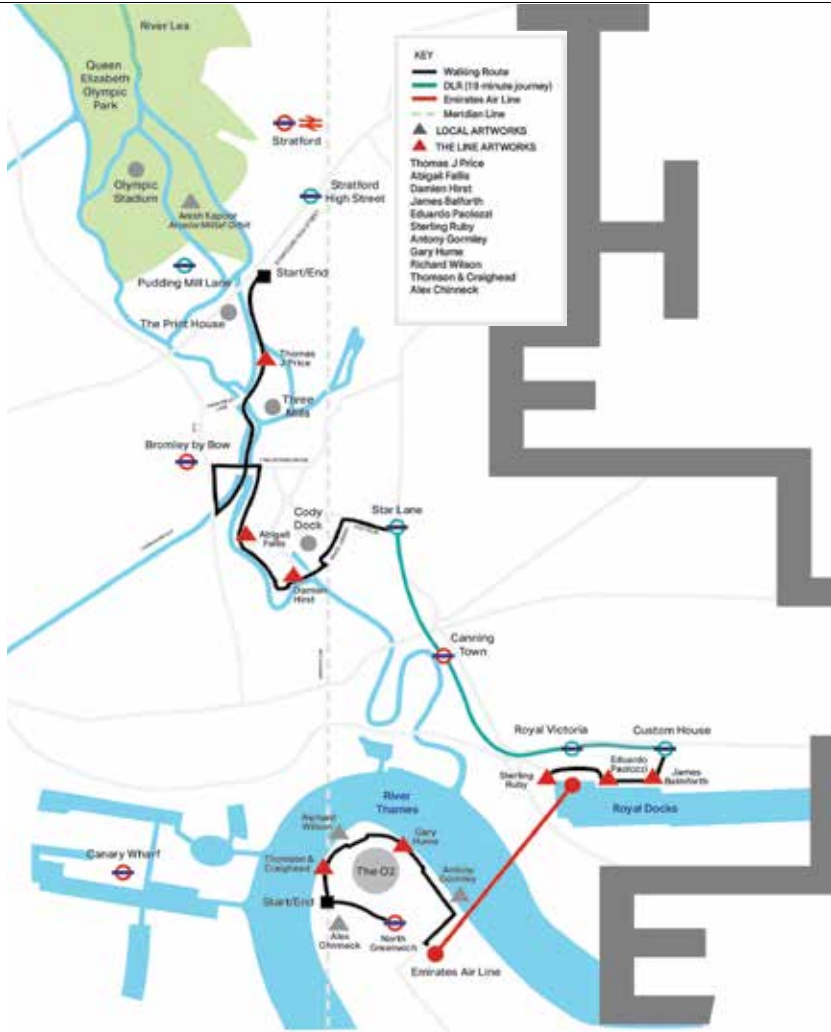 River Lea
Queen
Elizabeth
Olympic
Park
Stratford
Olympic
Stadium
Anish Kapoor
ArcelorMittal Orbit
Stratford
High Street
Pudding Mill Lane
Start/End
The Print House
Thomas
J Price
Three
Mills
Bromley by Bow
Cody
Dock
Star Lane
Abigail
Fallis
Damien
Hirst
Canning
Town
Royal Victoria
Custom House
Sterling
Ruby
Eduardo
Paolozzi
James
Balmforth
Royal Docks
River
Thames
Richard
Wilson
Gary
Hume
Canary Wharf
Thomson &
Craighead
The O2
Antony
Gormley
Start/End
Alex
Chinneck
North
Greenwich
Emirates Air Line
KEY
Walking Route
DLR (19 minute journey)
Emirates Air Line
Meridian Line
LOCAL ARTWORKS
THE LINE ARTWORKS
Thomas J Price
Abigail Fallis
Damien Hirst
James Balforth
Eduardo Paolozzi
Sterling Ruby
Antony Gormley
Gary Hume
Richard Wilson
Thomson & Craighead
Alex Chinneck
T
H
E
L
I
N
E